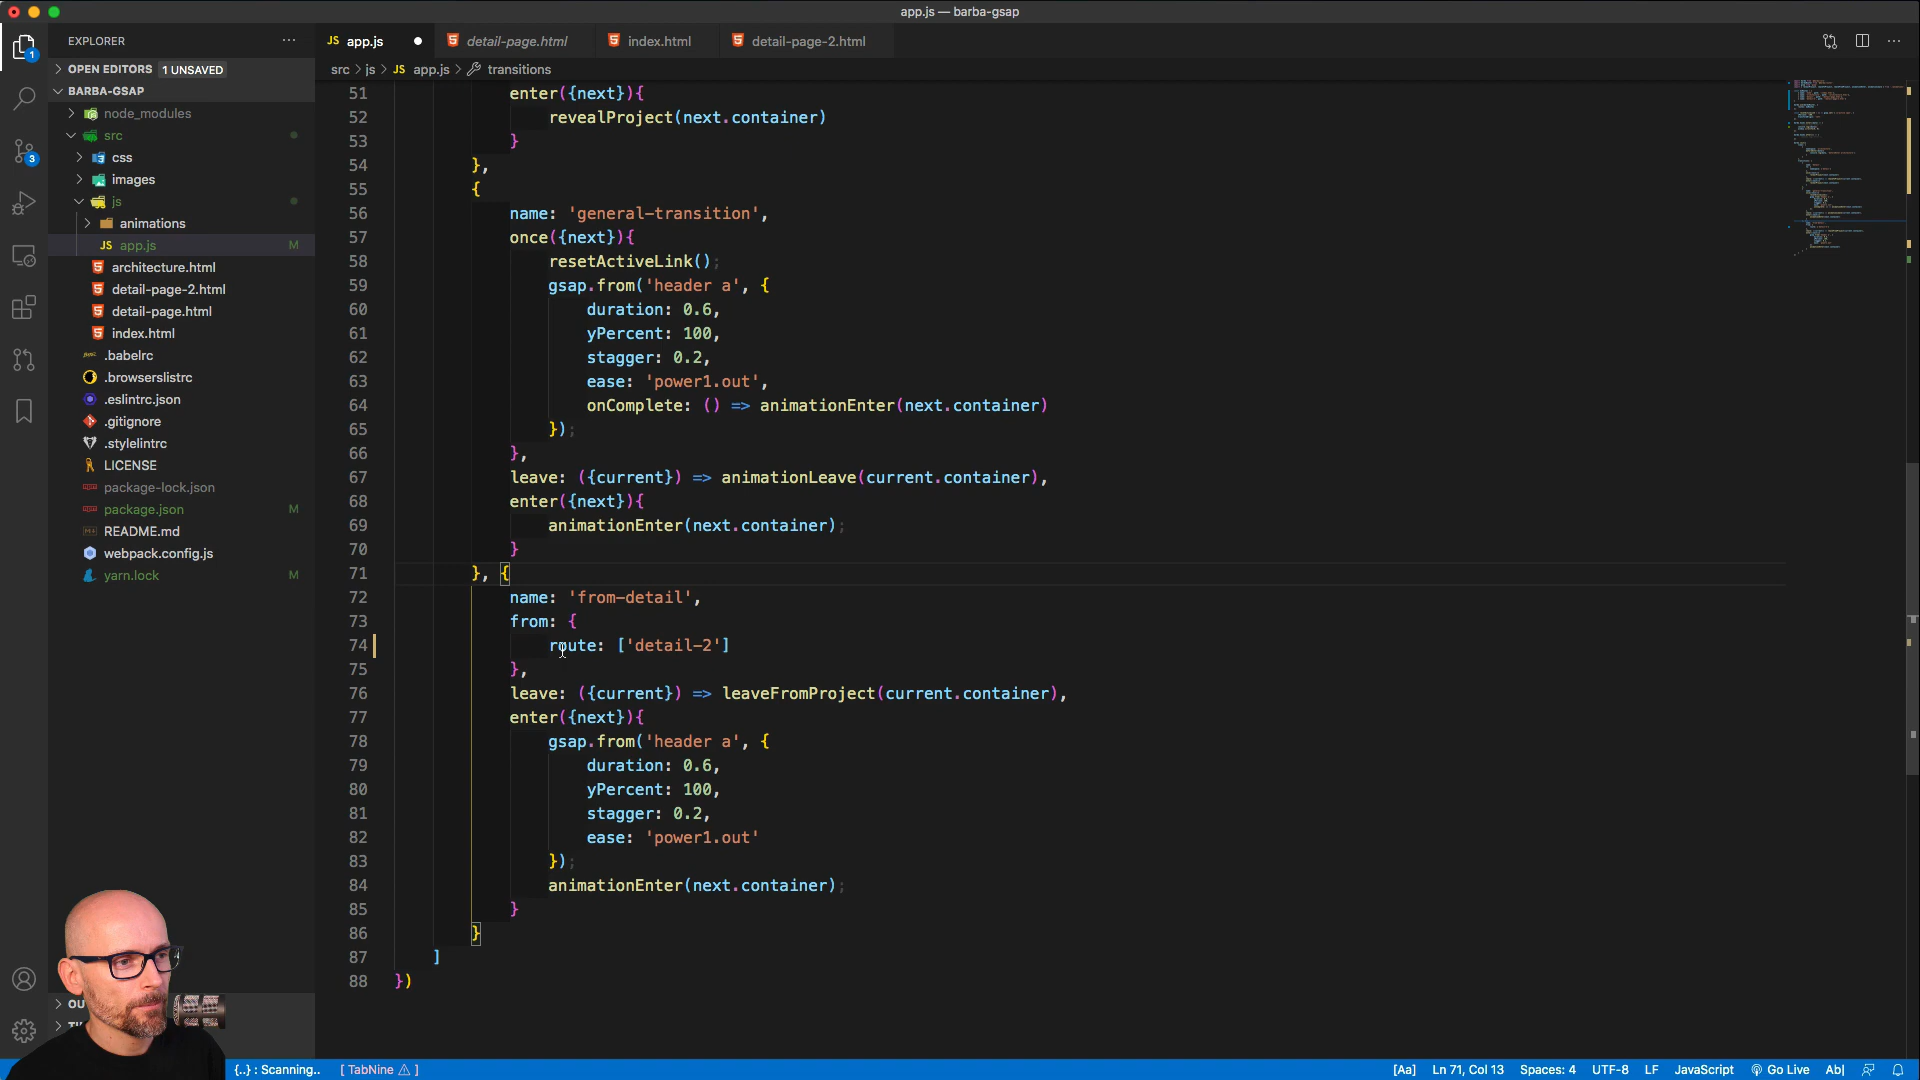 app.js — barba-gsap
EXPLORER
OPEN EDITORS 1 UNSAVED
BARBA-GSAP
node_modules
src
css
images
js
animations
JS app.js M
architecture.html
detail-page-2.html
detail-page.html
index.html
.babelrc
.browserslistrc
.eslintrc.json
.gitignore
.stylelintrc
LICENSE
package-lock.json
package.json M
README.md
webpack.config.js
yarn.lock M
OU
1
3
JS app.js
detail-page.html
index.html
detail-page-2.html
src > js > JS app.js > transitions
51 enter({next}){
52 revealProject(next.container)
53 }
54 },
55 {
56 name: 'general-transition',
57 once({next}){
58 resetActiveLink();
59 gsap.from('header a', {
60 duration: 0.6,
61 yPercent: 100,
62 stagger: 0.2,
63 ease: 'power1.out',
64 onComplete: () => animationEnter(next.container)
65 });
66 },
67 leave: ({current}) => animationLeave(current.container),
68 enter({next}){
69 animationEnter(next.container);
70 }
71 }, {
72 name: 'from-detail',
73 from: {
74 route: ['detail-2']
75 },
76 leave: ({current}) => leaveFromProject(current.container),
77 enter({next}){
78 gsap.from('header a', {
79 duration: 0.6,
80 yPercent: 100,
81 stagger: 0.2,
82 ease: 'power1.out'
83 });
84 animationEnter(next.container);
85 }
86 }
87 ]
88 })
{..} : Scanning.. [ TabNine ⚠ ] [Aa] Ln 71, Col 13 Spaces: 4 UTF-8 LF JavaScript Go Live Ab|